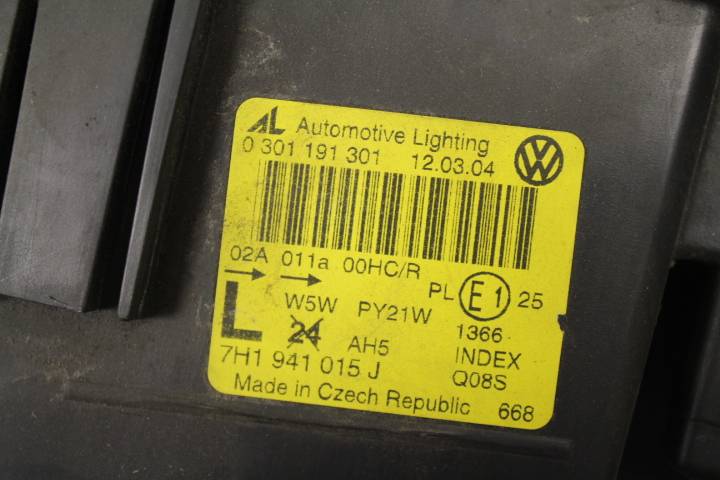 AL Automotive Lighting
0 301 191 301 12.03.04 VW
02A 011a 00HC/R
PL E1 25
L W5W PY21W 1366
24 AH5 INDEX
7H1 941 015 J Q08S
Made in Czech Republic 668